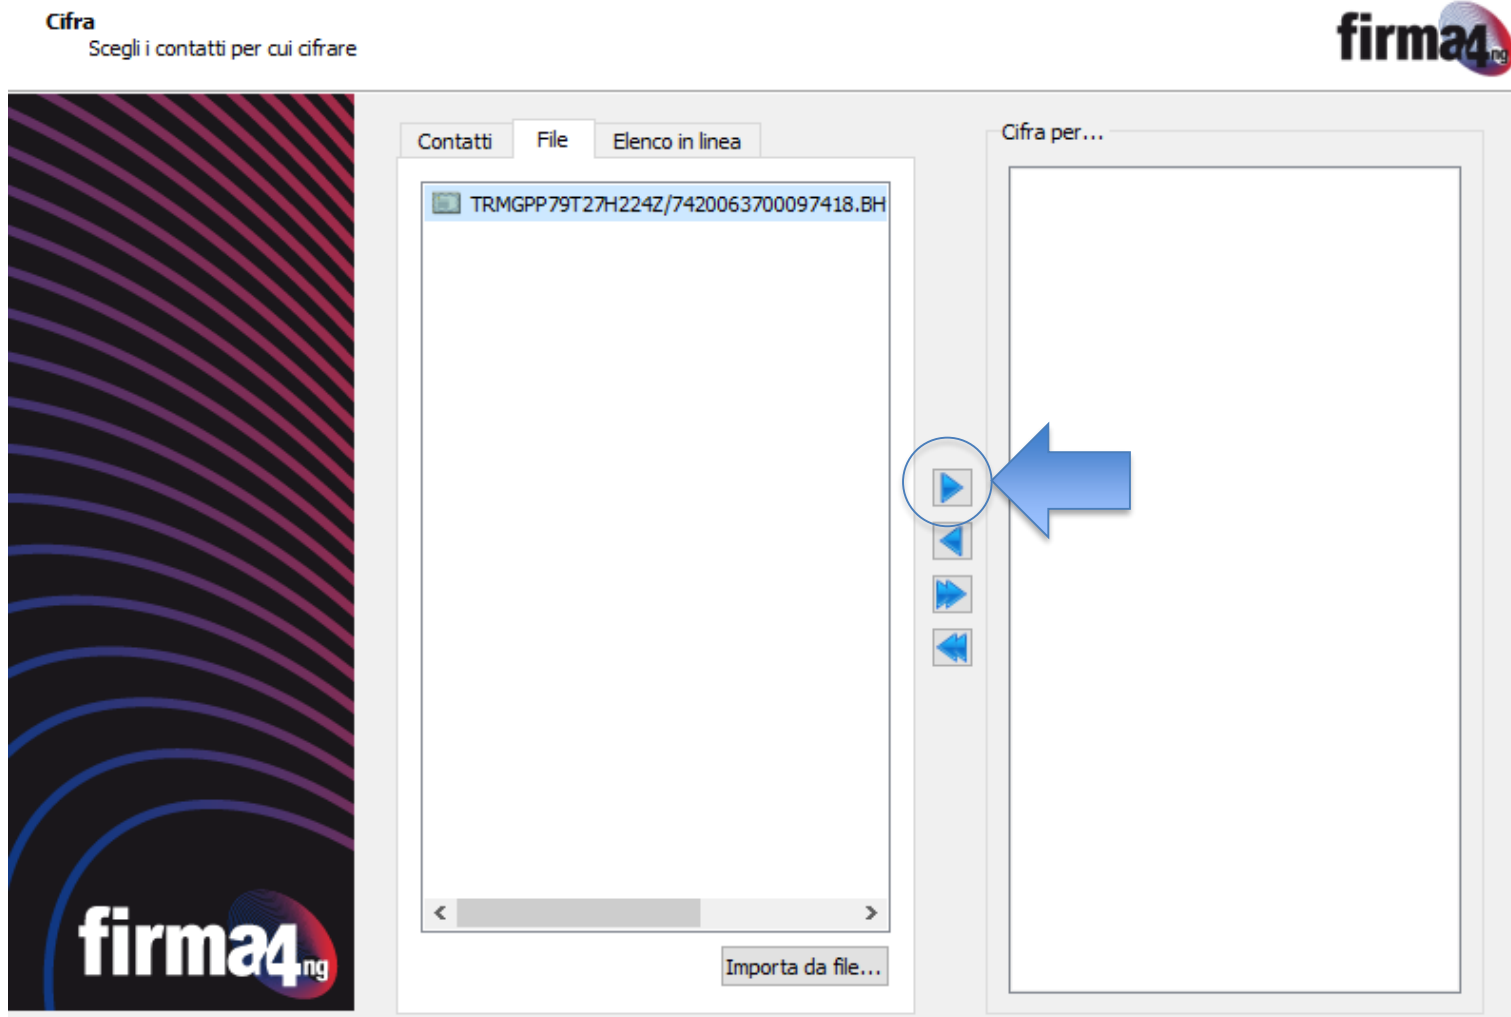 Cifra
Scegli i contatti per cui cifrare
firma4ng
Contatti File Elenco in linea
Cifra per...
TRMGPP79T27H224Z/7420063700097418.BH
Importa da file...
firma4ng